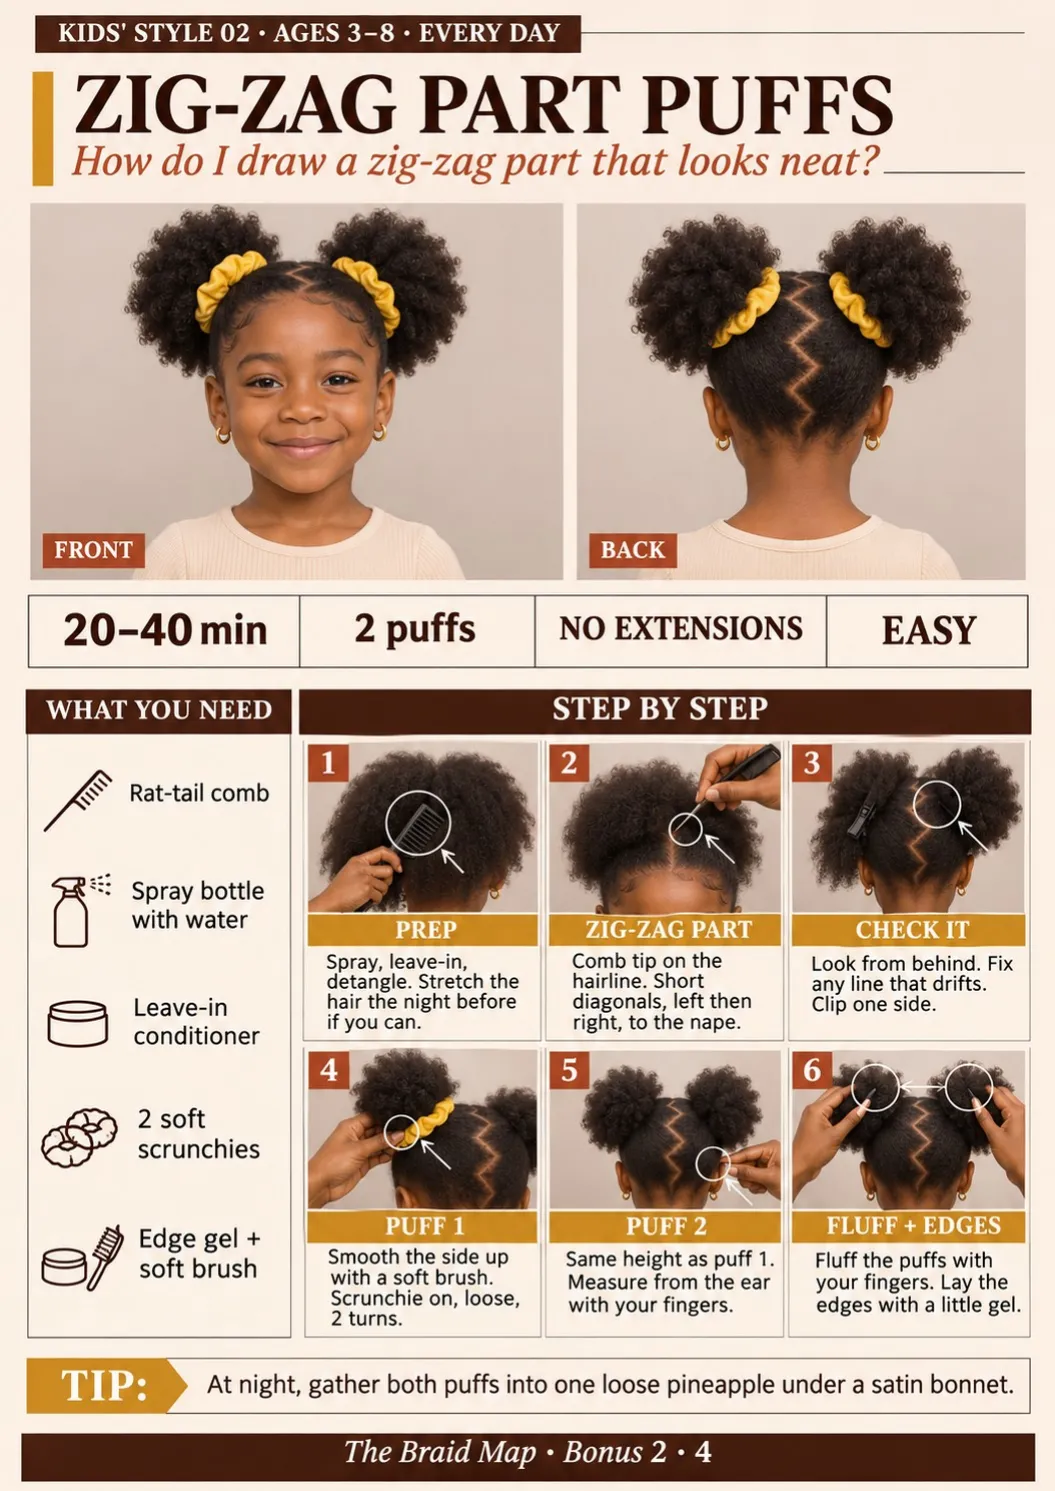 KIDS' STYLE 02 • AGES 3–8 • EVERY DAY
ZIG-ZAG PART PUFFS
How do I draw a zig-zag part that looks neat?
FRONT
BACK
20–40 min
2 puffs
NO EXTENSIONS
EASY
WHAT YOU NEED
Rat-tail comb
Spray bottle
with water
Leave-in
conditioner
2 soft
scrunchies
Edge gel +
soft brush
STEP BY STEP
1
PREP
Spray, leave-in,
detangle. Stretch the
hair the night before
if you can.
2
ZIG-ZAG PART
Comb tip on the
hairline. Short
diagonals, left then
right, to the nape.
3
CHECK IT
Look from behind. Fix
any line that drifts.
Clip one side.
4
PUFF 1
Smooth the side up
with a soft brush.
Scrunchie on, loose,
2 turns.
5
PUFF 2
Same height as puff 1.
Measure from the ear
with your fingers.
6
FLUFF + EDGES
Fluff the puffs with
your fingers. Lay the
edges with a little gel.
TIP:
At night, gather both puffs into one loose pineapple under a satin bonnet.
The Braid Map • Bonus 2 • 4